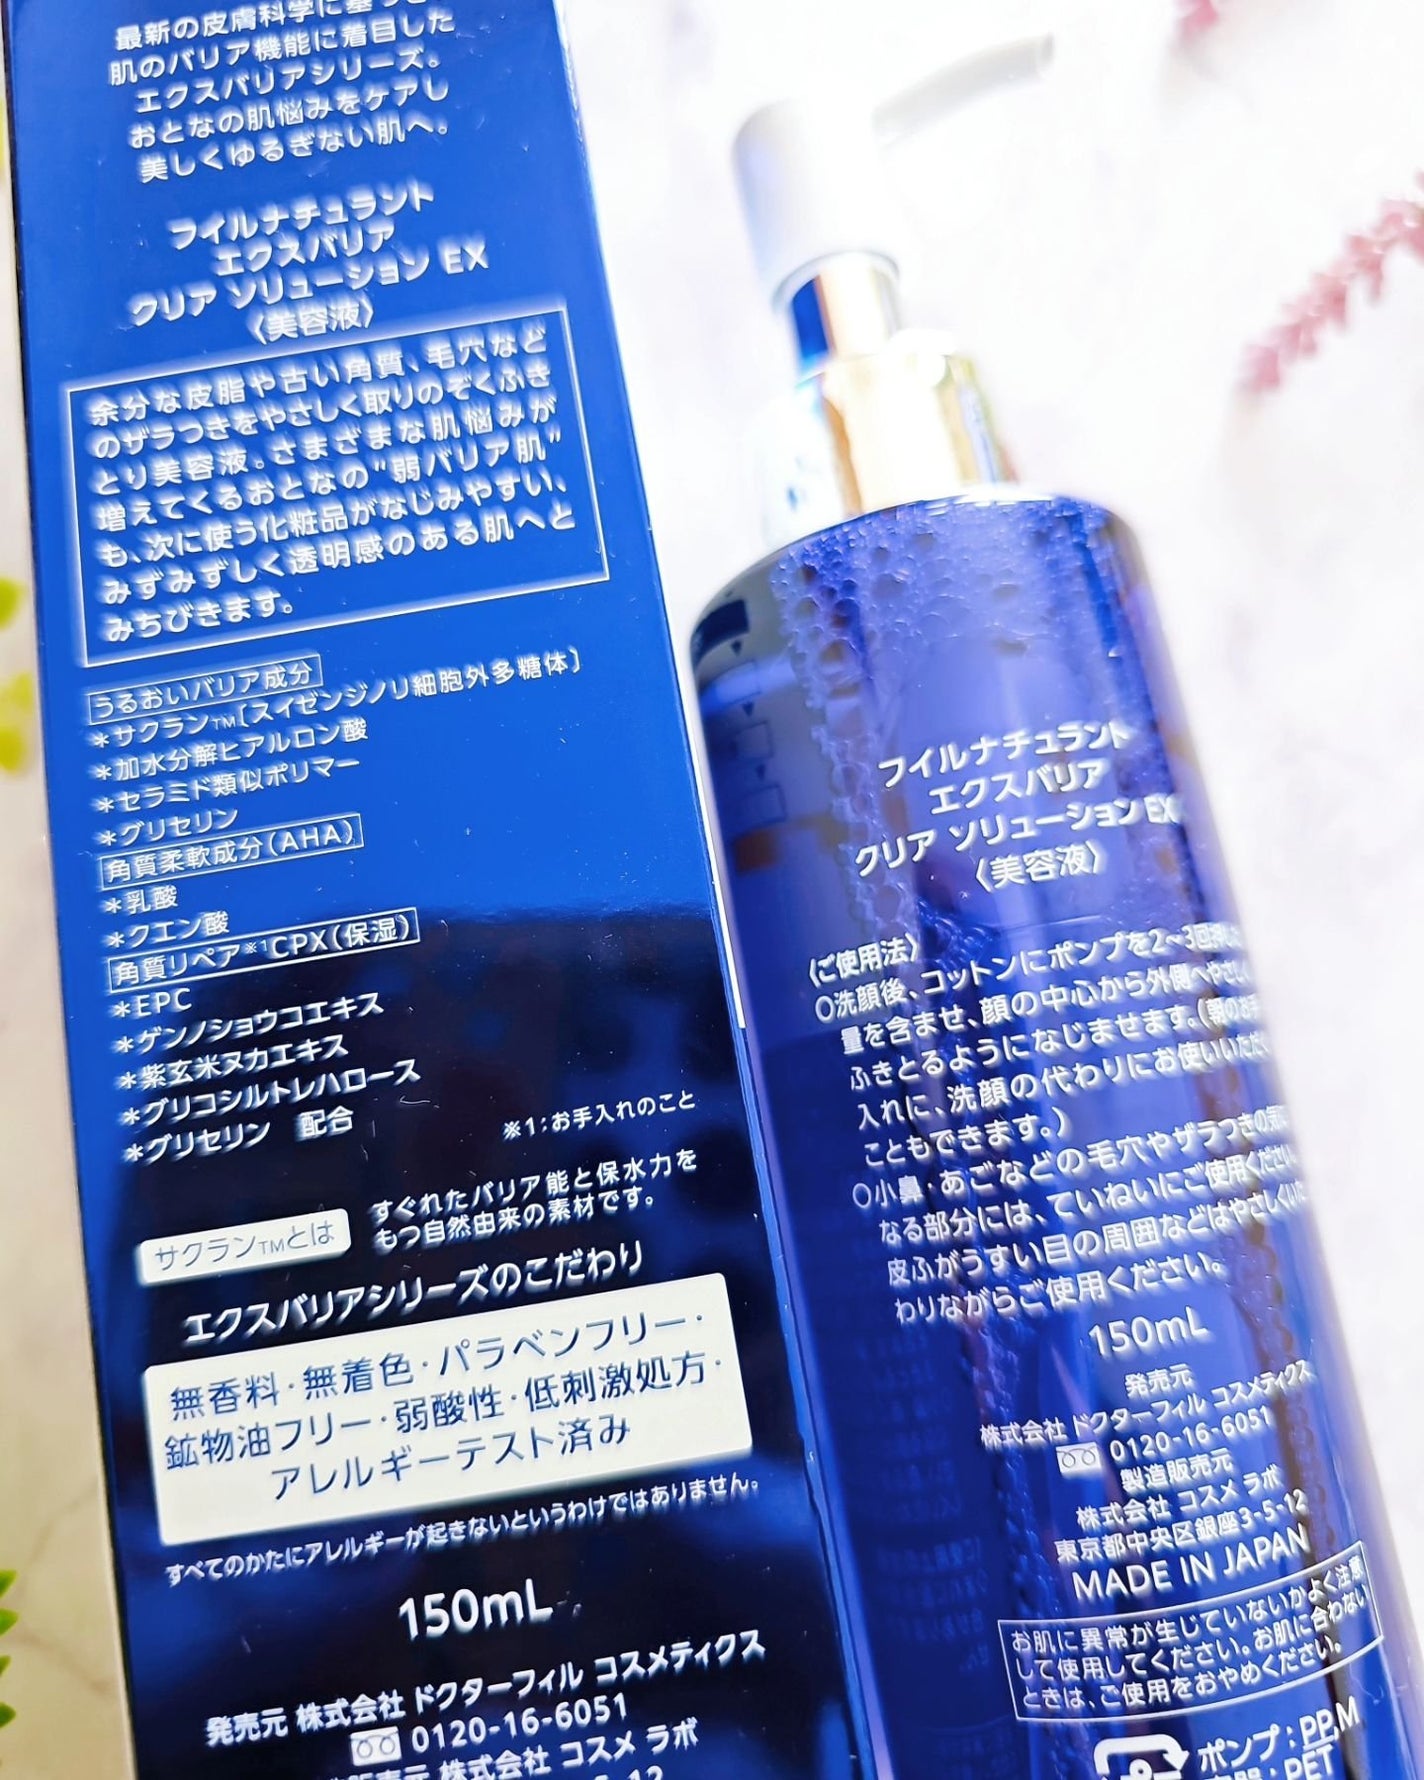 最新の皮膚科学に基づき
肌のバリア機能に着目した
エクスバリアシリーズ。
おとなの肌悩みをケアし
美しくゆるぎない肌へ。
フイルナチュラント
エクスバリア
クリア ソリューション EX
〈美容液〉
余分な皮脂や古い角質、毛穴など
のザラつきをやさしく取りのぞくふき
とり美容液。さまざまな肌悩みが
増えてくるおとなの"弱バリア肌"
も、次に使う化粧品がなじみやすい、
みずみずしく透明感のある肌へと
みちびきます。
うるおいバリア成分
*サクラン™〔スイゼンジノリ細胞外多糖体〕
*加水分解ヒアルロン酸
*セラミド類似ポリマー
*グリセリン
角質柔軟成分(AHA)
*乳酸
*クエン酸
角質リペア※1CPX(保湿)
*EPC
*ゲンノショウコエキス
*紫玄米ヌカエキス
*グリコシルトレハロース
*グリセリン 配合
※1:お手入れのこと
サクラン™とは
すぐれたバリア能と保水力を
もつ自然由来の素材です。
エクスバリアシリーズのこだわり
無香料・無着色・パラベンフリー・
鉱物油フリー・弱酸性・低刺激処方・
アレルギーテスト済み
すべてのかたにアレルギーが起きないというわけではありません。
150mL
発売元 株式会社 ドクターフィル コスメティクス
0120-16-6051
株式会社 コスメ ラボ
フイルナチュラント
エクスバリア
クリア ソリューション EX
〈美容液〉
〈ご使用法〉
○洗顔後、コットンにポンプを2〜3回
量を含ませ、顔の中心から外側へやさしく
ふきとるようになじませます。(朝のお手
入れに、洗顔の代わりにお使いいただく
こともできます。)
○小鼻・あごなどの毛穴やザラつきの気に
なる部分には、ていねいにご使用ください。
皮ふがうすい目の周囲などはやさしくいた
わりながらご使用ください。
150mL
発売元
株式会社 ドクターフィル コスメティクス
0120-16-6051
製造販売元
株式会社 コスメ ラボ
東京都中央区銀座3-5-12
MADE IN JAPAN
お肌に異常が生じていないかよく注意
して使用してください。お肌に合わない
ときは、ご使用をおやめください。
ポンプ:PP,M
PET